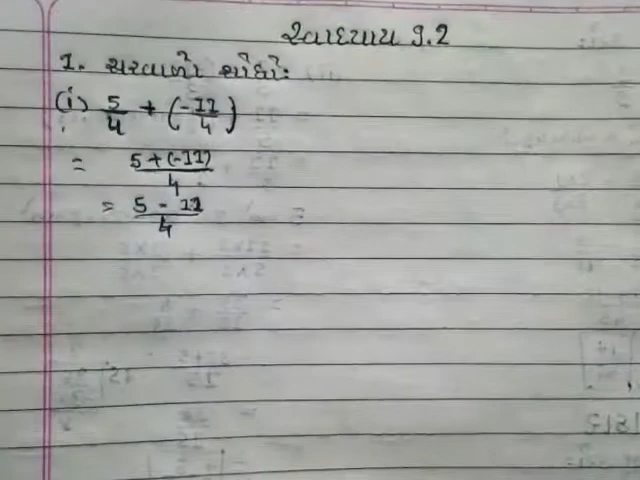 સ્વાધ્યાય 9.2
1. સરવાળો શોધો:
(i) 5/4 + (-11/4)
= 5+(-11)/4
= 5 - 11/4